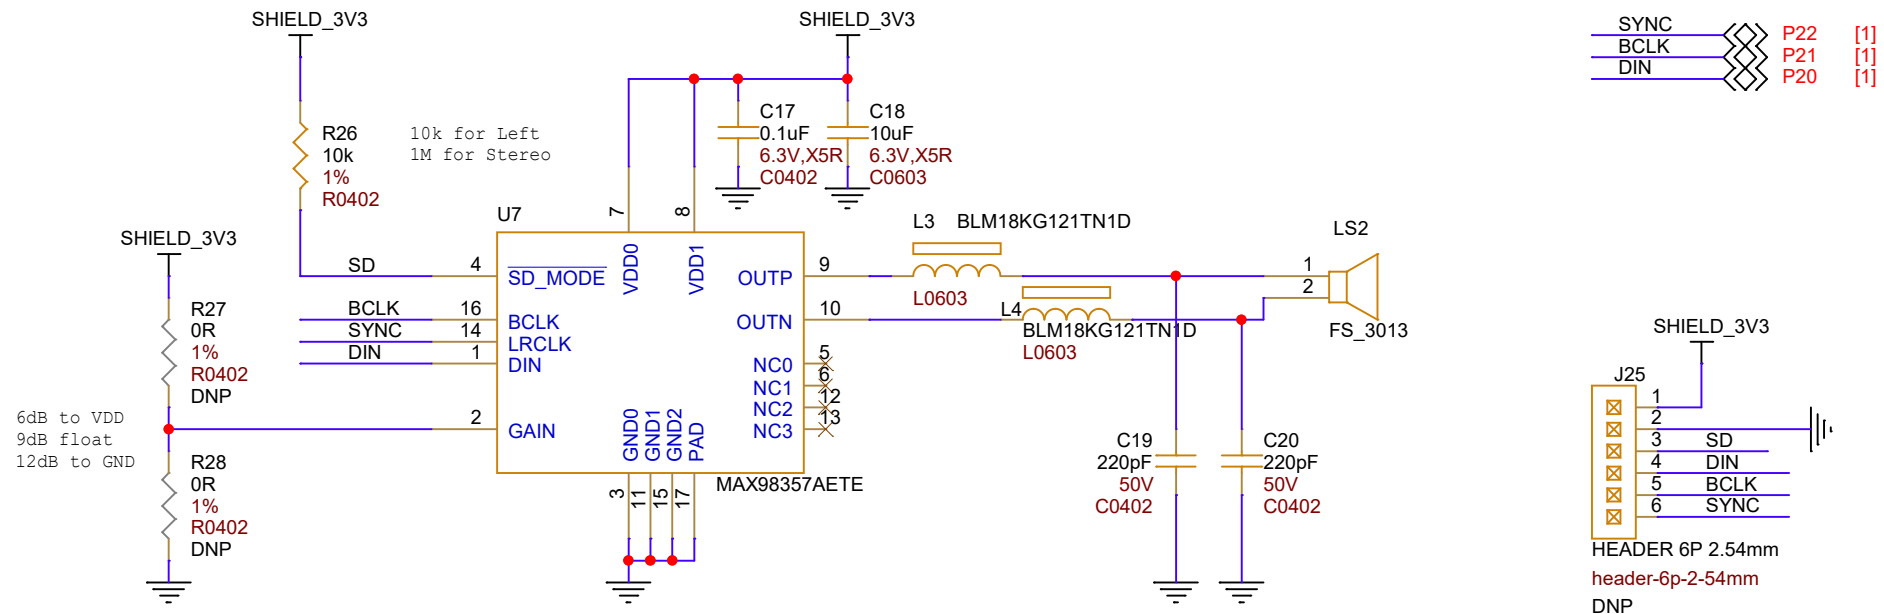 SHIELD_3V3
SHIELD_3V3
SYNC
P22 [1]
BCLK
P21 [1]
DIN
P20 [1]
R26
10k
1%
R0402
10k for Left
1M for Stereo
C17
0.1uF
6.3V,X5R
C0402
C18
10uF
6.3V,X5R
C0603
SHIELD_3V3
R27
0R
1%
R0402
DNP
6dB to VDD
9dB float
12dB to GND
R28
0R
1%
R0402
DNP
U7
7
8
VDD0
VDD1
SD
4
SD_MODE
BCLK
16
BCLK
SYNC
14
LRCLK
DIN
1
DIN
2
GAIN
OUTP
9
OUTN
10
NC0
5
NC1
6
NC2
12
NC3
13
GND0
GND1
GND2
PAD
3
11
15
17
MAX98357AETE
L3 BLM18KG121TN1D
L0603
L4
BLM18KG121TN1D
L0603
LS2
1
2
FS_3013
C19
220pF
50V
C0402
C20
220pF
50V
C0402
SHIELD_3V3
J25
1
2
3 SD
4 DIN
5 BCLK
6 SYNC
HEADER 6P 2.54mm
header-6p-2-54mm
DNP